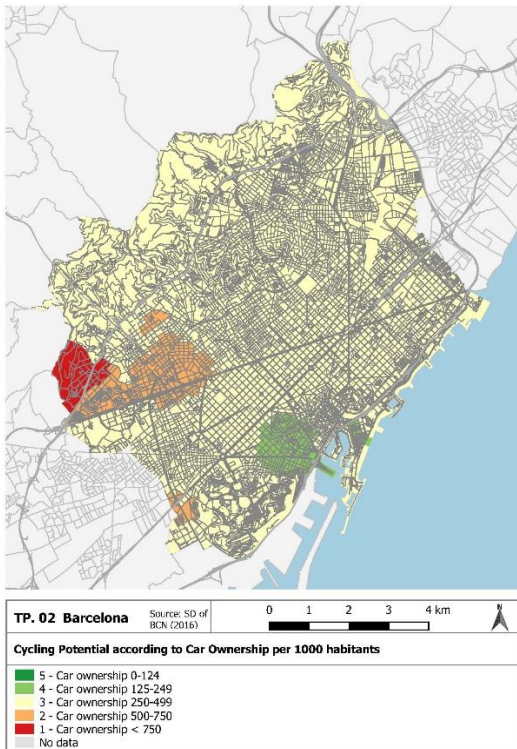 TP. 02 Barcelona
Source: SD of
BCN (2016)
0 1 2 3 4 km
N
Cycling Potential according to Car Ownership per 1000 habitants
5 - Car ownership 0-124
4 - Car ownership 125-249
3 - Car ownership 250-499
2 - Car ownership 500-750
1 - Car ownership < 750
No data